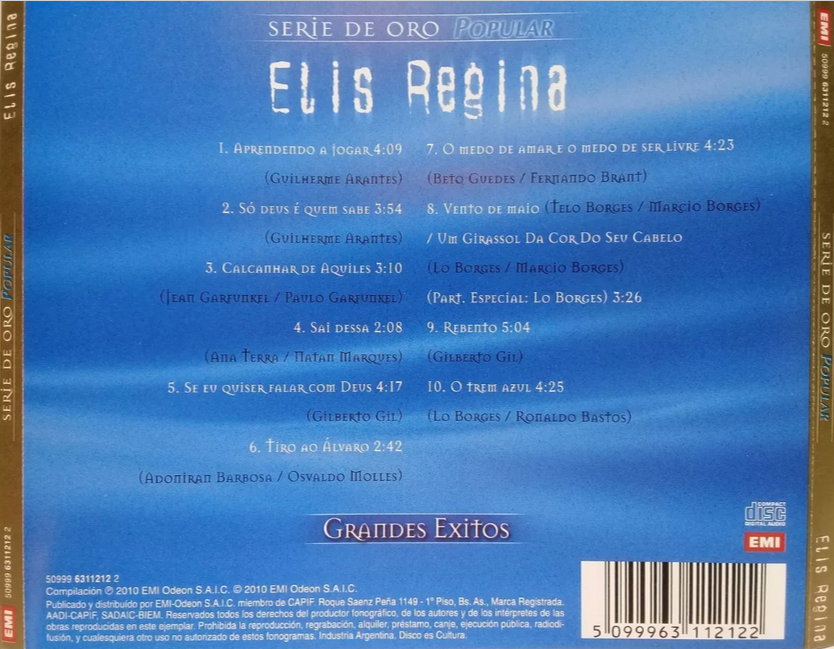 SERIE DE ORO POPULAR
Elis Regina
1. APRENDENDO A JOGAR 4:09
(GUILHERME ARANTES)
2. SÓ DEUS É QUEM SABE 3:54
(GUILHERME ARANTES)
3. CALCANHAR DE AQUILES 3:10
(JEAN GARFUNKEL / PAULO GARFUNKEL)
4. SAI DESSA 2:08
(ANA TERRA / NATAN MARQUES)
5. SE EU QUISER FALAR COM DEUS 4:17
(GILBERTO GIL)
6. TIRO AO ÁLVARO 2:42
(ADONIRAN BARBOSA / OSVALDO MOLLES)
7. O MEDO DE AMAR E O MEDO DE SER LIVRE 4:23
(BETO GUEDES / FERNANDO BRANT)
8. VENTO DE MAIO (TELO BORGES / MARCIO BORGES)
/ UM GIRASSOL DA COR DO SEU CABELO
(LO BORGES / MARCIO BORGES)
(PART. ESPECIAL: LO BORGES) 3:26
9. REBENTO 5:04
(GILBERTO GIL)
10. O TREM AZUL 4:25
(LO BORGES / RONALDO BASTOS)
GRANDES EXITOS
COMPACT
disc
DIGITAL AUDIO
EMI
50999 6311212 2
Compilación ℗ 2010 EMI Odeon S.A.I.C. © 2010 EMI Odeon S.A.I.C.
Publicado y distribuido por EMI-Odeon S.A.I.C. miembro de CAPIF. Roque Saenz Peña 1149 - 1º Piso, Bs. As., Marca Registrada.
AADI-CAPIF, SADAIC-BIEM. Reservados todos los derechos del productor fonográfico, de los autores y de los intérpretes de las
obras reproducidas en este ejemplar. Prohibida la reproducción, regrabación, alquiler, préstamo, canje, ejecución pública, radiodi-
fusión, y cualesquiera otro uso no autorizado de estos fonogramas. Industria Argentina. Disco es Cultura.
5 099963 112122
Elis Regina
SERIE DE ORO POPULAR
50999 6311212 2
EMI
EMI
50999 6311212 2
SERIE DE ORO POPULAR
Elis Regina